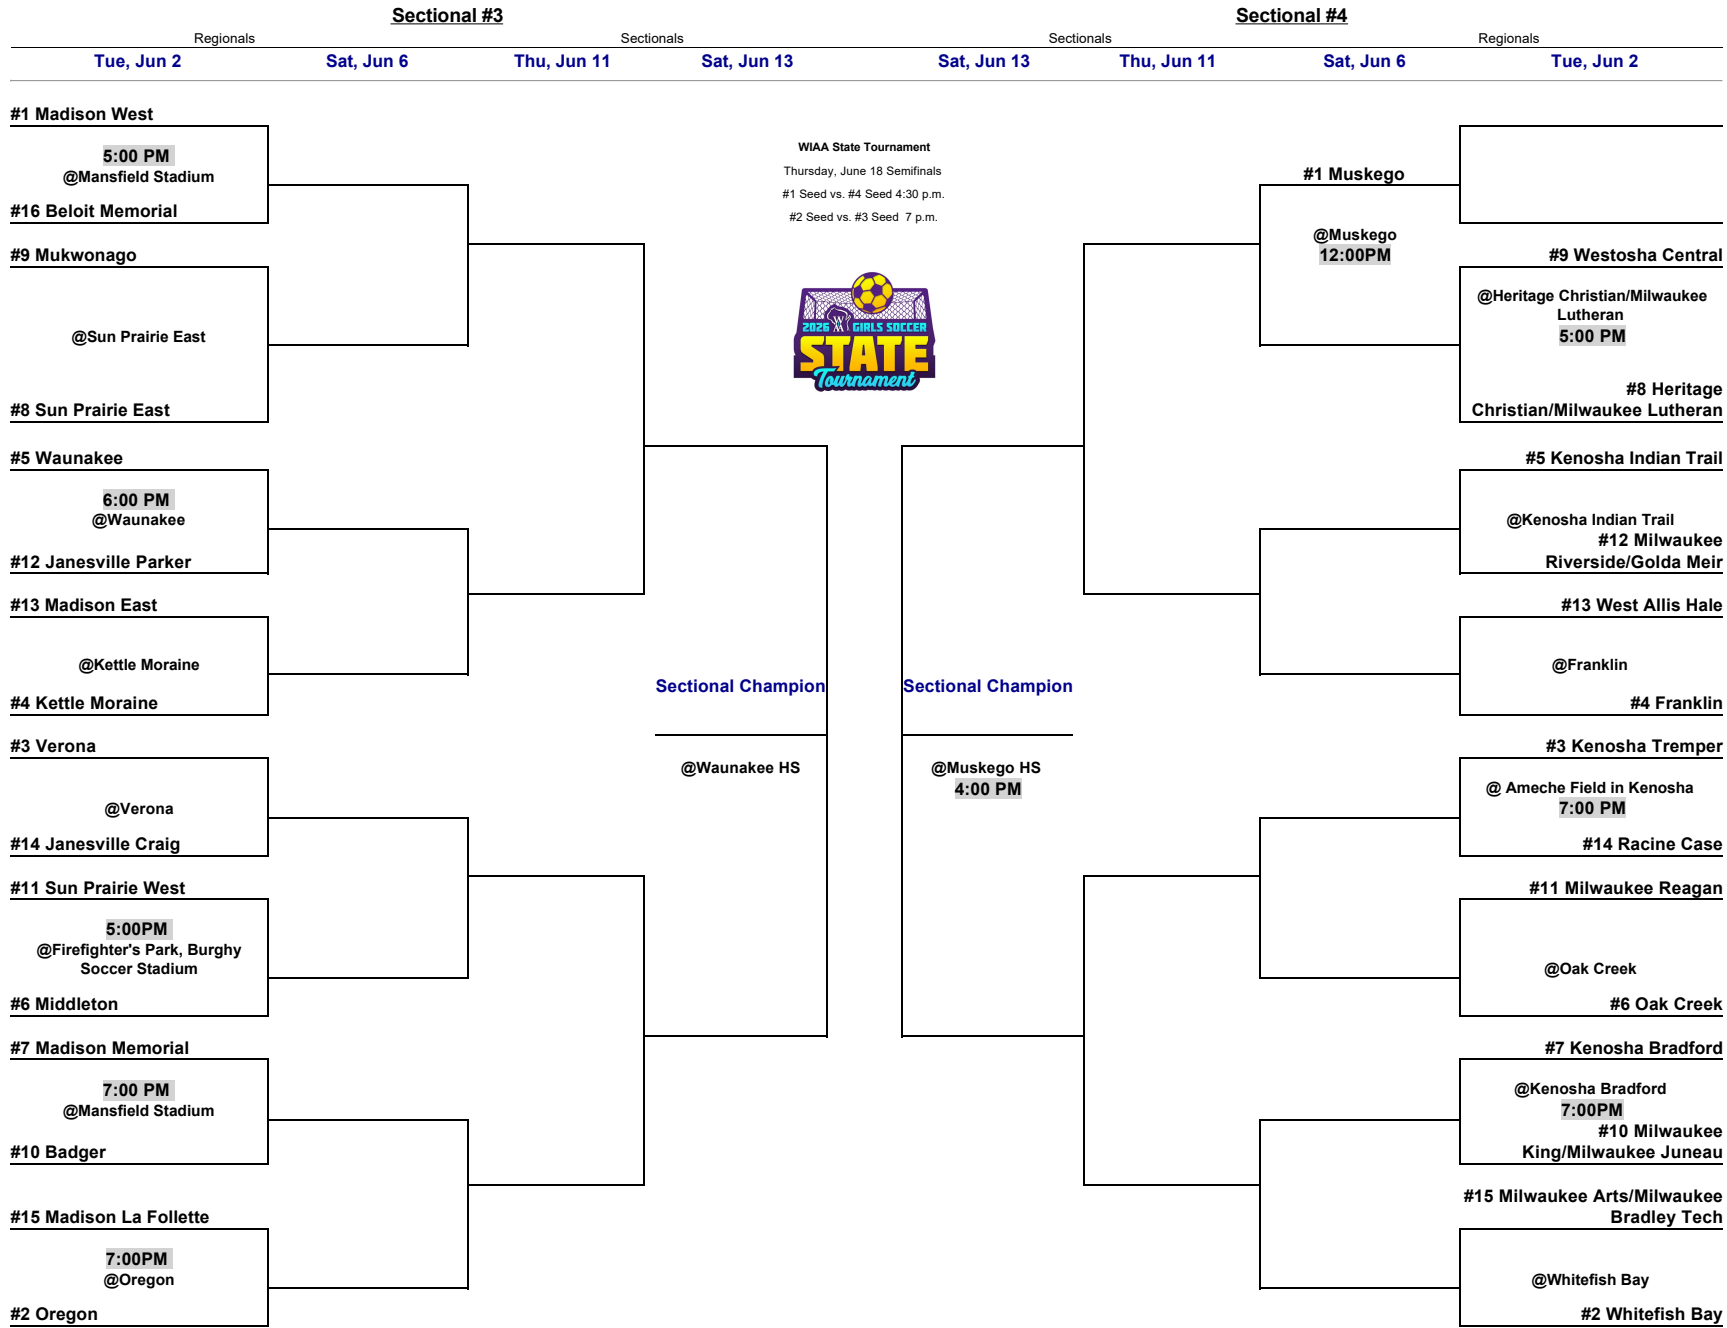 Sectional #3
Sectional #4
Regionals
Sectionals
Sectionals
Regionals
Tue, Jun 2
Sat, Jun 6
Thu, Jun 11
Sat, Jun 13
Sat, Jun 13
Thu, Jun 11
Sat, Jun 6
Tue, Jun 2
#1 Madison West
5:00 PM
@Mansfield Stadium
#16 Beloit Memorial
#9 Mukwonago
@Sun Prairie East
#8 Sun Prairie East
#5 Waunakee
6:00 PM
@Waunakee
#12 Janesville Parker
#13 Madison East
@Kettle Moraine
#4 Kettle Moraine
#3 Verona
@Verona
#14 Janesville Craig
#11 Sun Prairie West
5:00PM
@Firefighter's Park, Burghy
Soccer Stadium
#6 Middleton
#7 Madison Memorial
7:00 PM
@Mansfield Stadium
#10 Badger
#15 Madison La Follette
7:00PM
@Oregon
#2 Oregon
WIAA State Tournament
Thursday, June 18 Semifinals
#1 Seed vs. #4 Seed 4:30 p.m.
#2 Seed vs. #3 Seed 7 p.m.
2026 GIRLS SOCCER
STATE
Tournament
Sectional Champion
@Waunakee HS
Sectional Champion
@Muskego HS
4:00 PM
#1 Muskego
@Muskego
12:00PM
#9 Westosha Central
@Heritage Christian/Milwaukee
Lutheran
5:00 PM
#8 Heritage
Christian/Milwaukee Lutheran
#5 Kenosha Indian Trail
@Kenosha Indian Trail
#12 Milwaukee
Riverside/Golda Meir
#13 West Allis Hale
@Franklin
#4 Franklin
#3 Kenosha Tremper
@ Ameche Field in Kenosha
7:00 PM
#14 Racine Case
#11 Milwaukee Reagan
@Oak Creek
#6 Oak Creek
#7 Kenosha Bradford
@Kenosha Bradford
7:00PM
#10 Milwaukee
King/Milwaukee Juneau
#15 Milwaukee Arts/Milwaukee
Bradley Tech
@Whitefish Bay
#2 Whitefish Bay